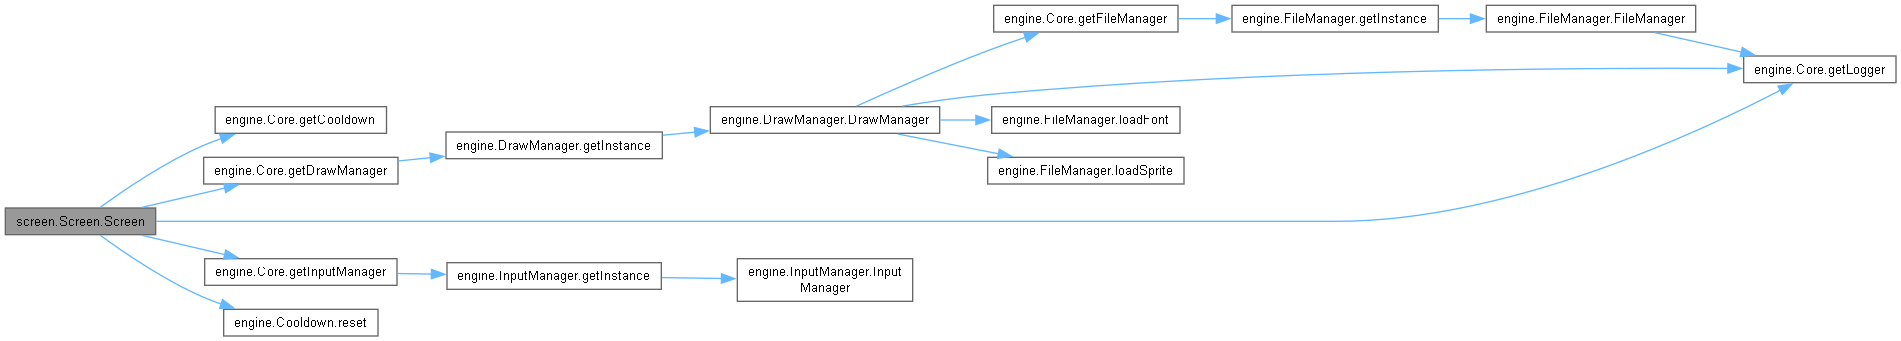 engine.Core.getFileManager
engine.FileManager.getInstance
engine.FileManager.FileManager
engine.Core.getLogger
engine.Core.getCooldown
engine.DrawManager.DrawManager
engine.FileManager.loadFont
engine.DrawManager.getInstance
engine.Core.getDrawManager
engine.FileManager.loadSprite
screen.Screen.Screen
engine.Core.getInputManager
engine.InputManager.getInstance
engine.InputManager.Input
Manager
engine.Cooldown.reset